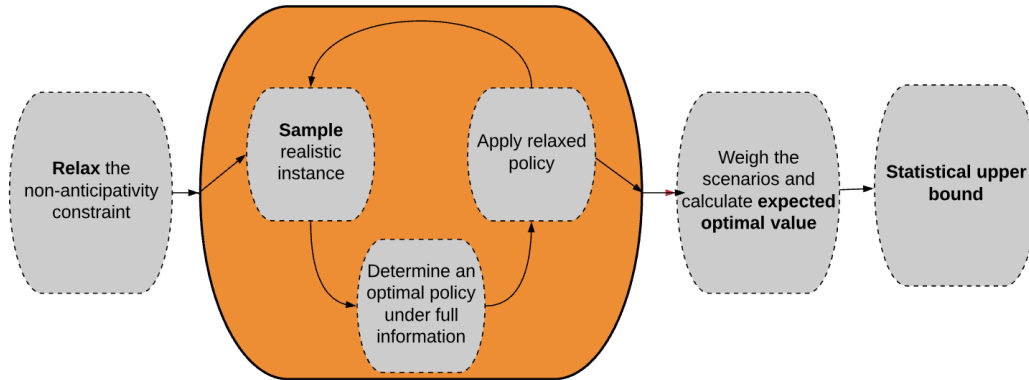 Relax the
non-anticipativity
constraint
Sample
realistic
instance
Determine an
optimal policy
under full
information
Apply relaxed
policy
Weigh the
scenarios and
calculate expected
optimal value
Statistical upper
bound